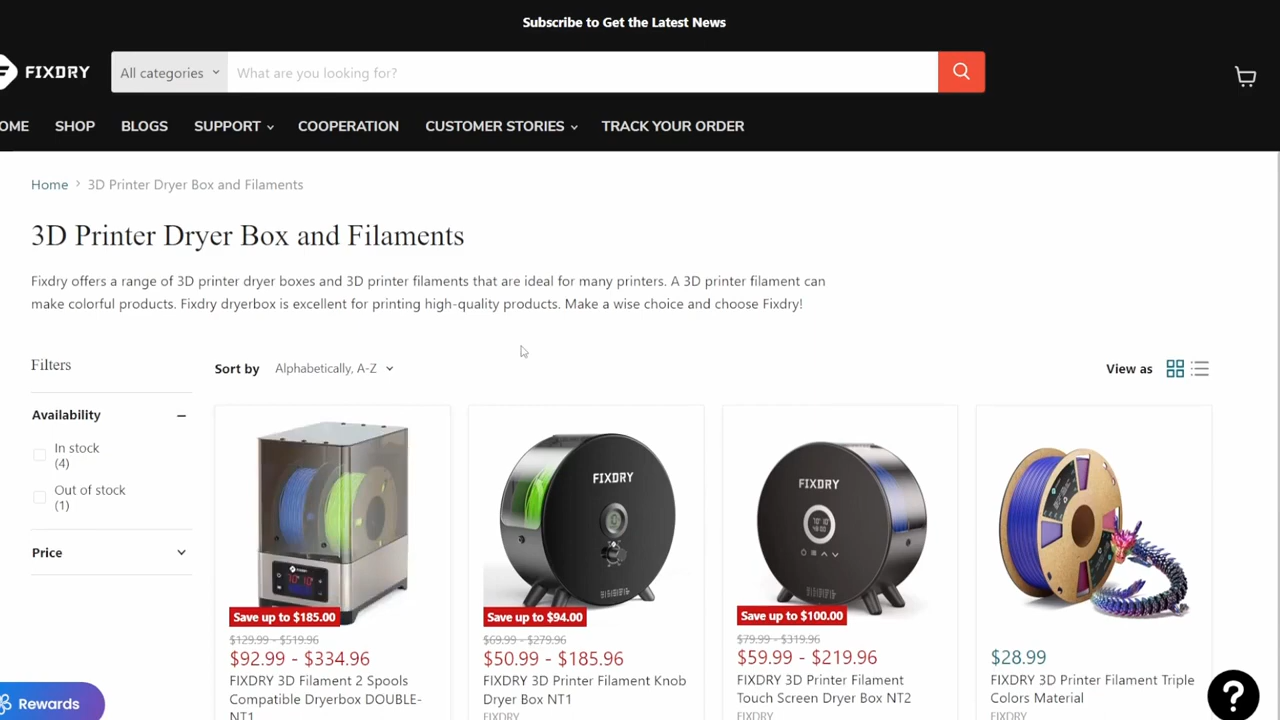 Subscribe to Get the Latest News
FIXDRY
All categories
What are you looking for?
OME
SHOP
BLOGS
SUPPORT
COOPERATION
CUSTOMER STORIES
TRACK YOUR ORDER
Home
3D Printer Dryer Box and Filaments
3D Printer Dryer Box and Filaments
Fixdry offers a range of 3D printer dryer boxes and 3D printer filaments that are ideal for many printers. A 3D printer filament can
make colorful products. Fixdry dryerbox is excellent for printing high-quality products. Make a wise choice and choose Fixdry!
Filters
Sort by
Alphabetically, A-Z
View as
Availability
In stock
(4)
Out of stock
(1)
Price
FIXDRY
FIXDRY
Save up to $185.00
$129.99 - $519.96
$92.99 - $334.96
FIXDRY 3D Filament 2 Spools
Compatible Dryerbox DOUBLE-
NT1
Save up to $94.00
$69.99 - $279.96
$50.99 - $185.96
FIXDRY 3D Printer Filament Knob
Dryer Box NT1
FIXDRY
Save up to $100.00
$79.99 - $319.96
$59.99 - $219.96
FIXDRY 3D Printer Filament
Touch Screen Dryer Box NT2
FIXDRY
$28.99
FIXDRY 3D Printer Filament Triple
Colors Material
FIXDRY
Rewards
?